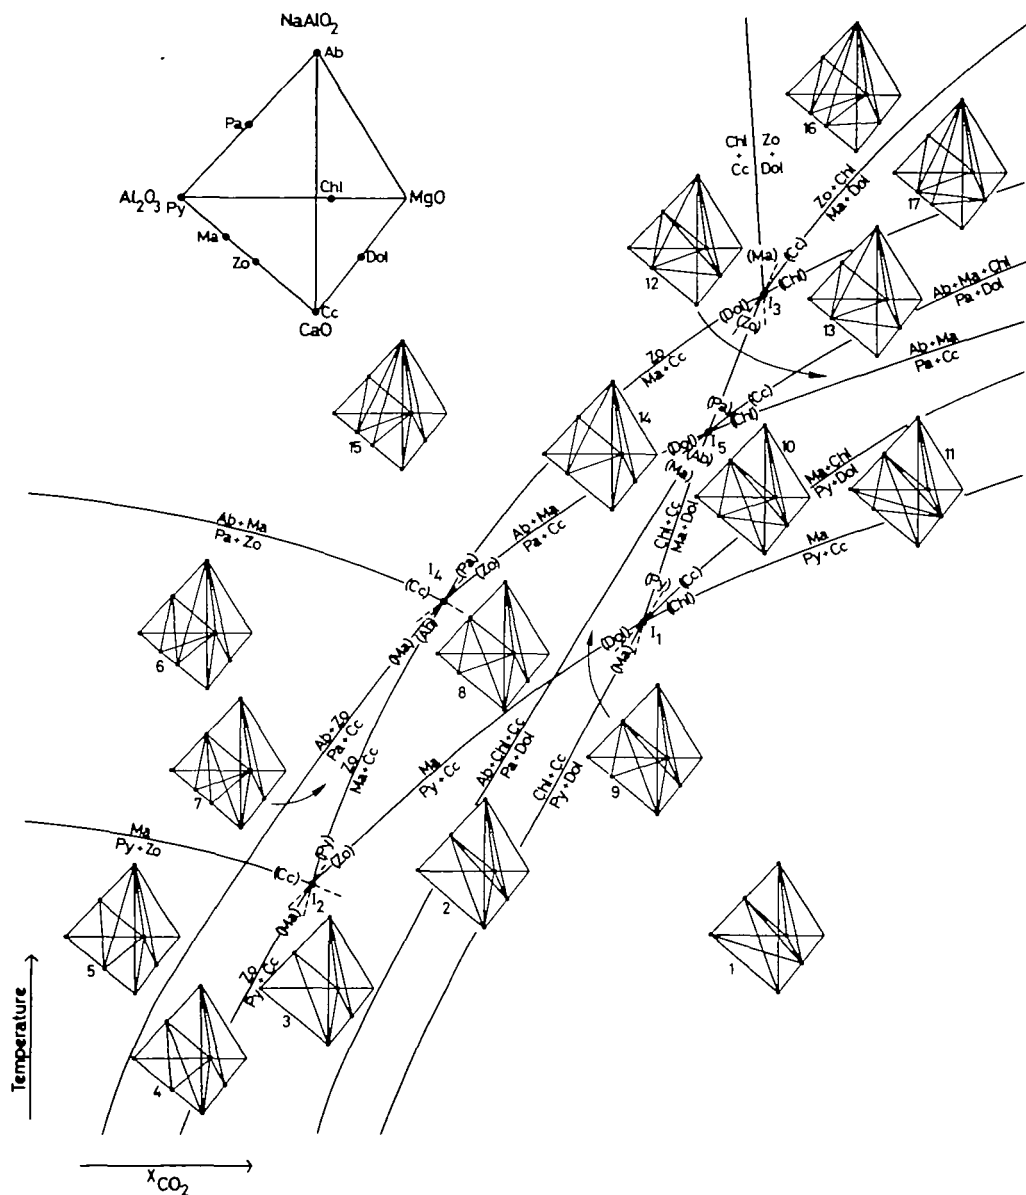 NaAlO₂
Ab
Pa
Al₂O₃
Py
Chl
MgO
Ma
Zo
Dol
Cc
CaO
16
Chl + Cc
Zo + Dol
Zo+Chl
Ma+Dol
17
12
(Ma)
(Cc)
(Dol)
(Chl)
(Zo)
I₃
13
Ab+Ma+Chl
Pa+Dol
Zo
Ma+Cc
Ab+Ma
Pa+Cc
15
14
(Pa)
(Cc)
(Chl)
(Dol)
(Ab)
I₅
(Ma)
10
11
Ma+Chl
Py+Dol
Ab+Ma
Pa+Zo
Ab+Ma
Pa+Cc
Chl+Cc
Ma+Dol
Ma
Py+Cc
I₄
(Cc)
(Pa)
(Zo)
(Ma)
(Ab)
(Py)
(Cc)
(Chl)
(Dol)
I₁
(Ma)
6
8
Ab+Zo
Pa+Cc
Zo
Ma+Cc
Ma
Py+Cc
Ab+Chl+Cc
Pa+Dol
Chl+Cc
Py+Dol
7
9
Ma
Py+Zo
(Py)
(Zo)
(Cc)
I₂
(Ma)
2
1
5
Zo
Py+Cc
3
4
Temperature
XCO₂